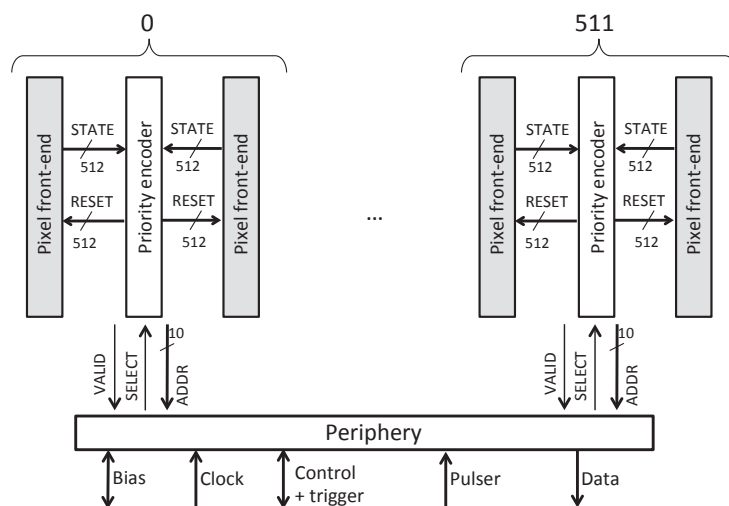 0
511
Pixel front-end
STATE
512
RESET
512
Priority encoder
STATE
512
RESET
512
Pixel front-end
...
Pixel front-end
STATE
512
RESET
512
Priority encoder
STATE
512
RESET
512
Pixel front-end
VALID
SELECT
10
ADDR
VALID
SELECT
10
ADDR
Periphery
Bias
Clock
Control
+ trigger
Pulser
Data